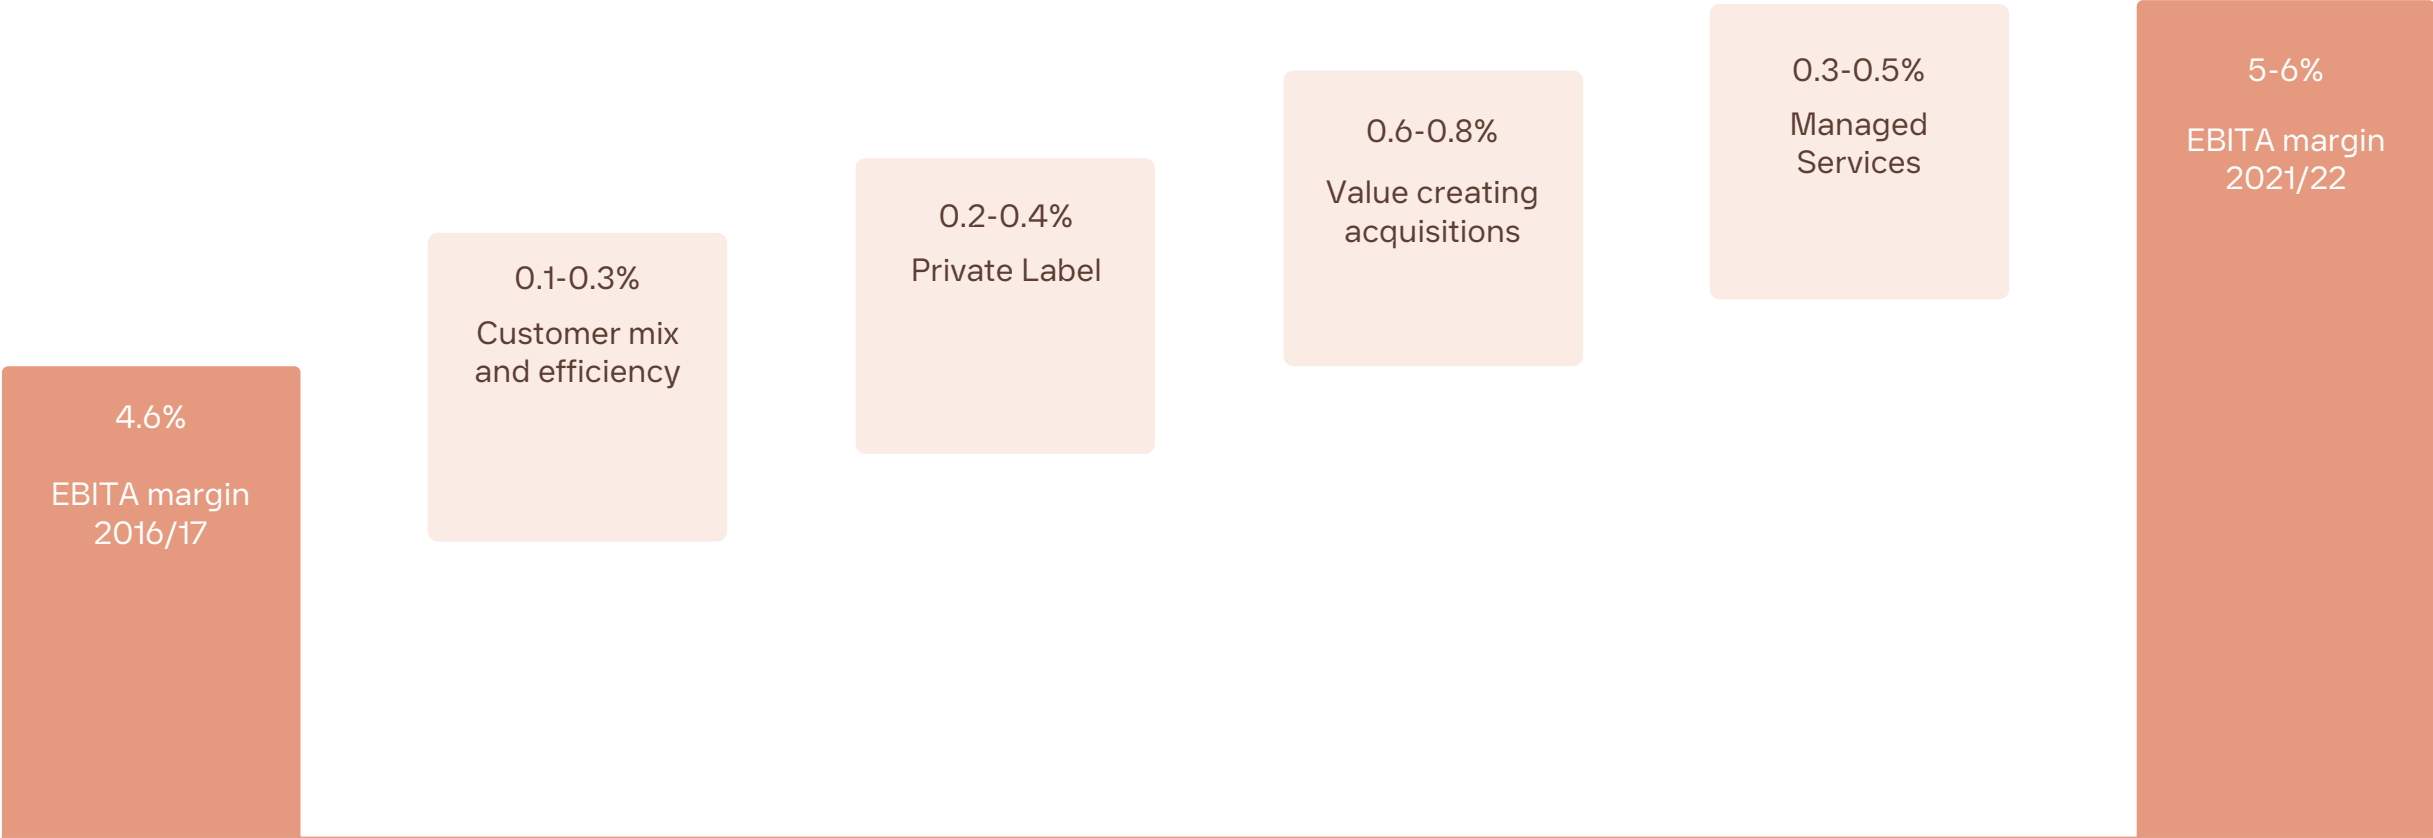 4.6%
EBITA margin
2016/17
0.1-0.3%
Customer mix
and efficiency
0.2-0.4%
Private Label
0.6-0.8%
Value creating
acquisitions
0.3-0.5%
Managed
Services
5-6%
EBITA margin
2021/22